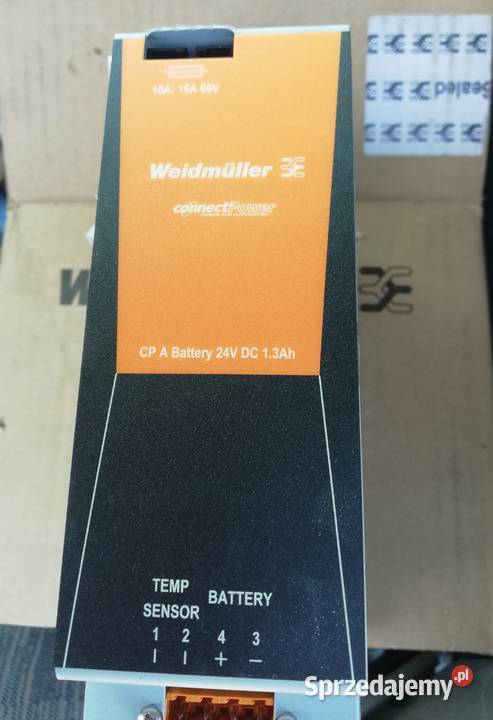 10A: 15A 80V
Weidmüller
connectPower
CP A Battery 24V DC 1.3Ah
TEMP SENSOR
BATTERY
1 2 4 3
+ −
Sealed
W
Sprzedajemy.pl